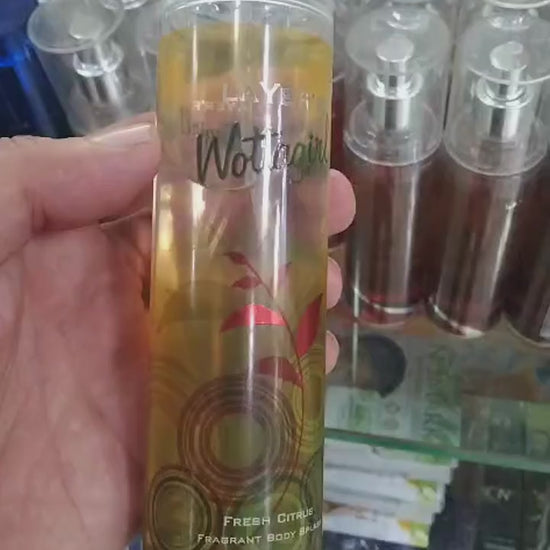 LAYER
Wottagirl
FRESH CITRUS
FRAGRANT BODY SPLASH